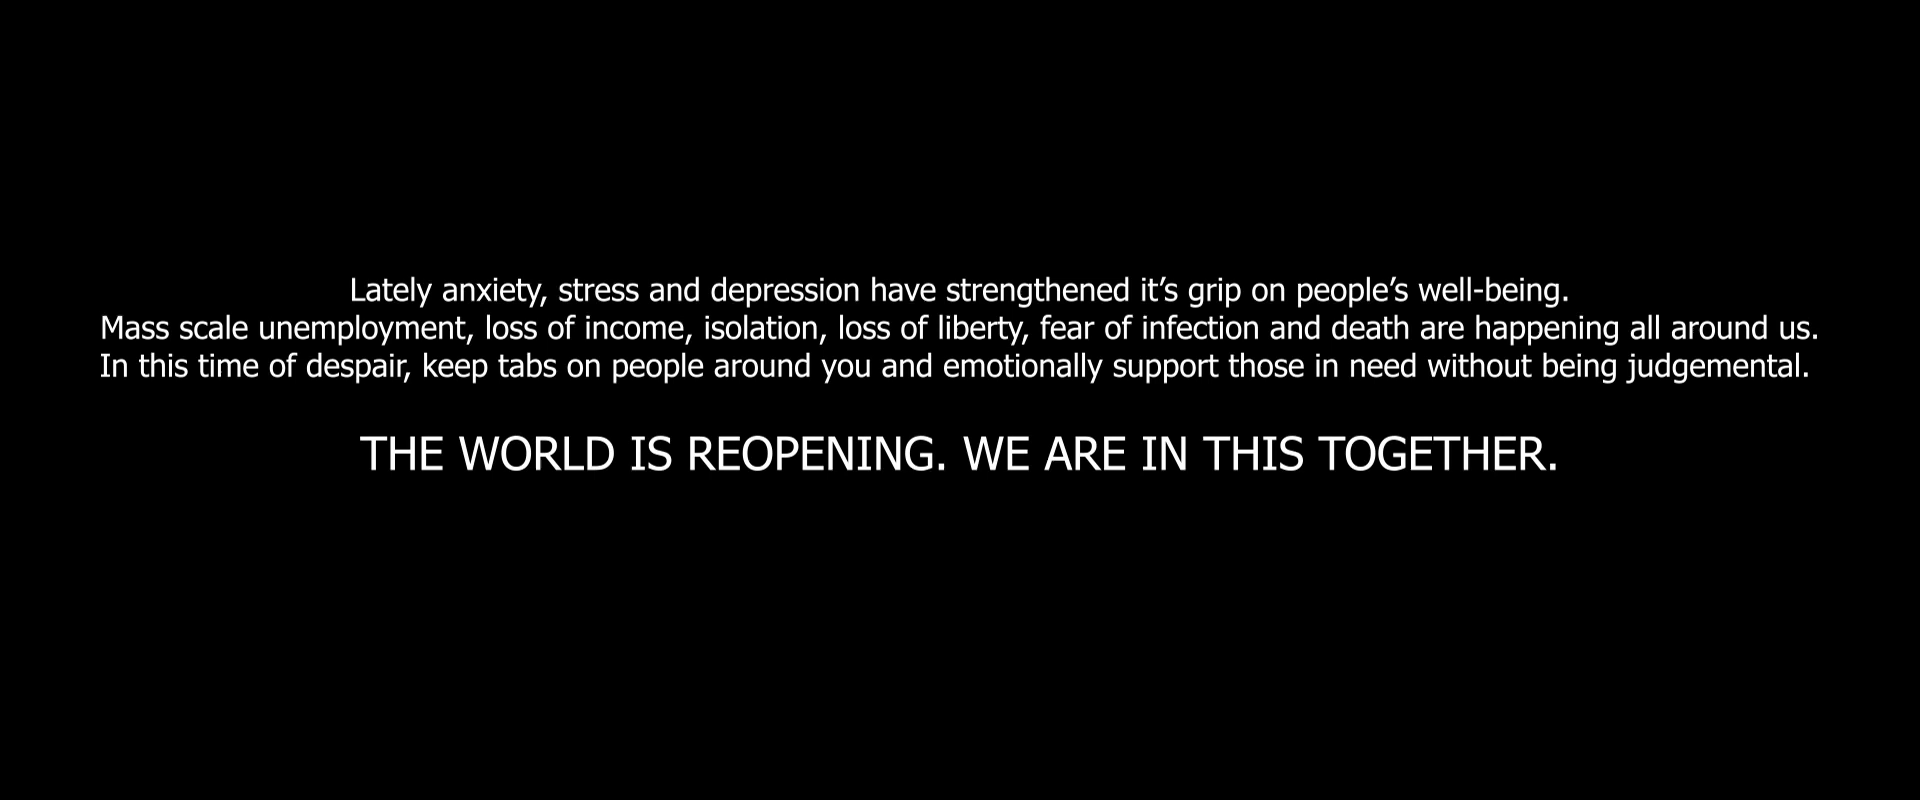 Lately anxiety, stress and depression have strengthened it’s grip on people’s well-being.
Mass scale unemployment, loss of income, isolation, loss of liberty, fear of infection and death are happening all around us.
In this time of despair, keep tabs on people around you and emotionally support those in need without being judgemental.
THE WORLD IS REOPENING. WE ARE IN THIS TOGETHER.